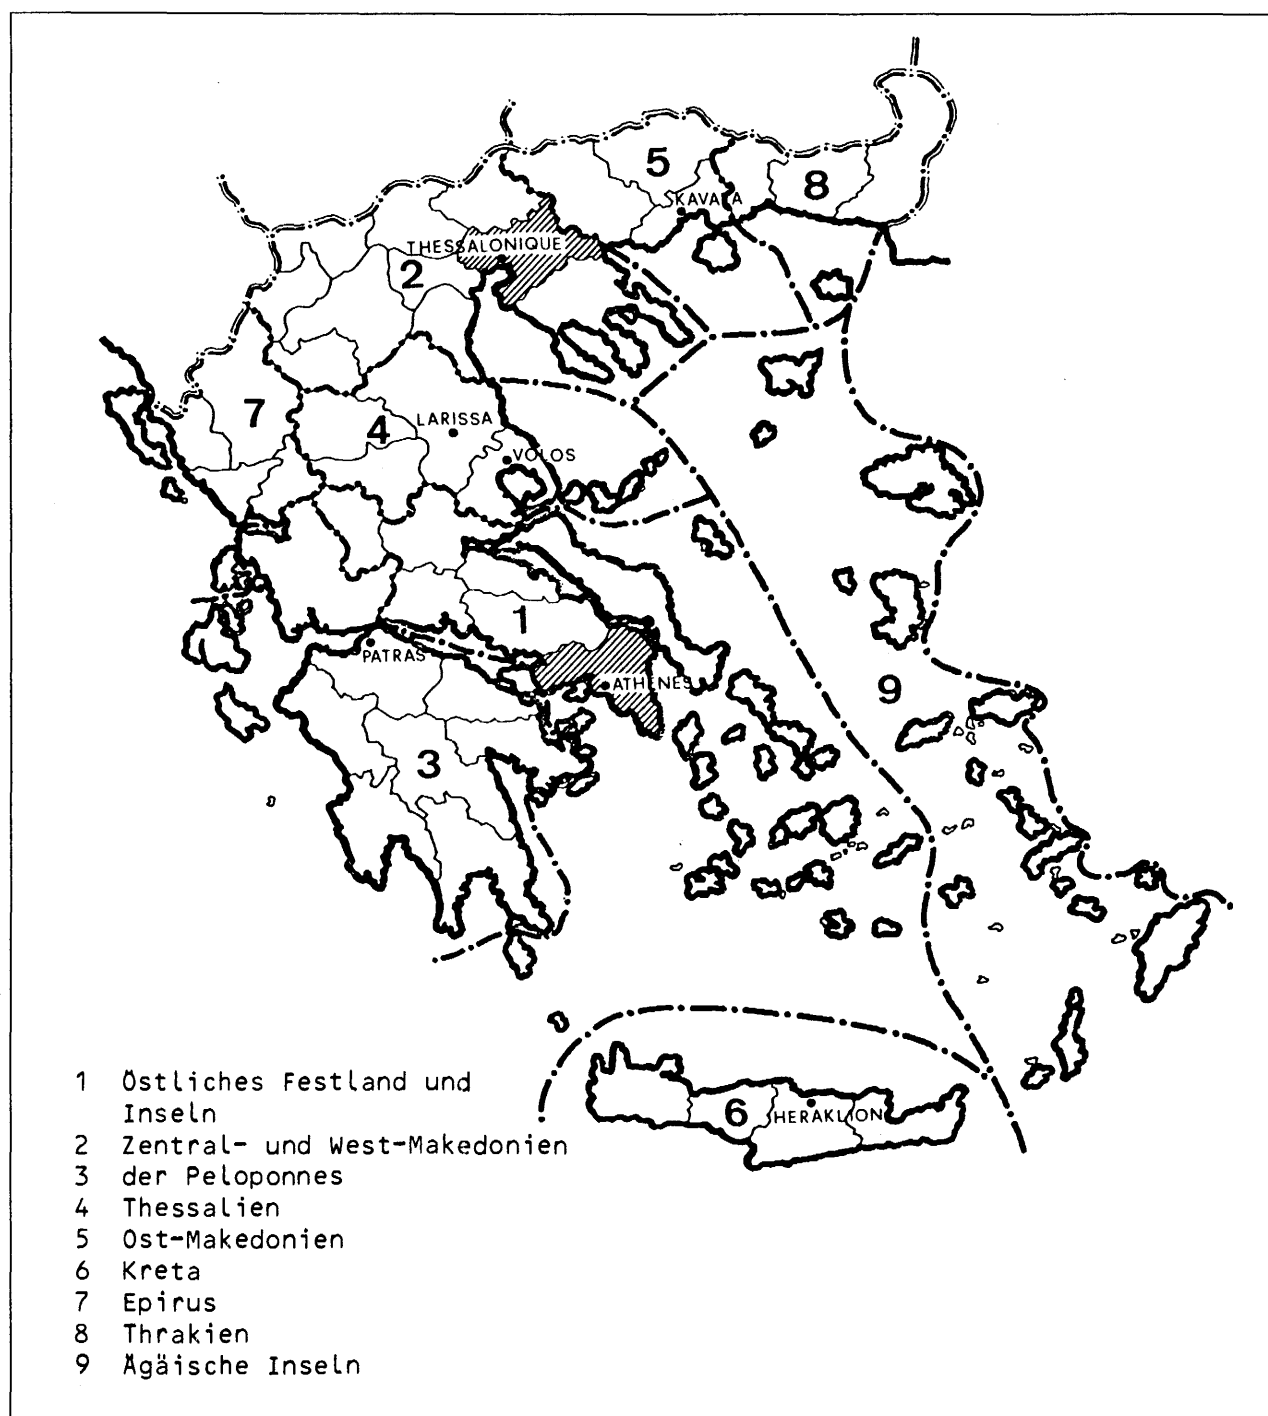 5
8
KAVALA
THESSALONIQUE
2
7
4
LARISSA
VOLOS
1
PATRAS
ATHENES
9
3
6
HERAKLION
1 Östliches Festland und
Inseln
2 Zentral- und West-Makedonien
3 der Peloponnes
4 Thessalien
5 Ost-Makedonien
6 Kreta
7 Epirus
8 Thrakien
9 Ägäische Inseln